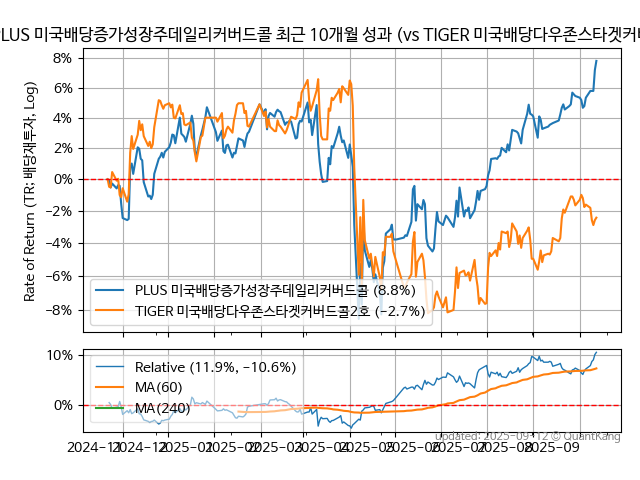 PLUS 미국배당증가성장주데일리커버드콜 최근 10개월 성과 (vs TIGER 미국배당다우존스타겟커버
Rate of Return (TR: 배당재투자, Log)
8%
6%
4%
2%
0%
−2%
−4%
−6%
−8%
PLUS 미국배당증가성장주데일리커버드콜 (8.8%)
TIGER 미국배당다우존스타겟커버드콜2호 (−2.7%)
10%
0%
Relative (11.9%, −10.6%)
MA(60)
MA(240)
2024-11
2024-12
2025-01
2025-02
2025-03
2025-04
2025-05
2025-06
2025-07
2025-08
2025-09
updated: 2025-09-12 © QuantKang